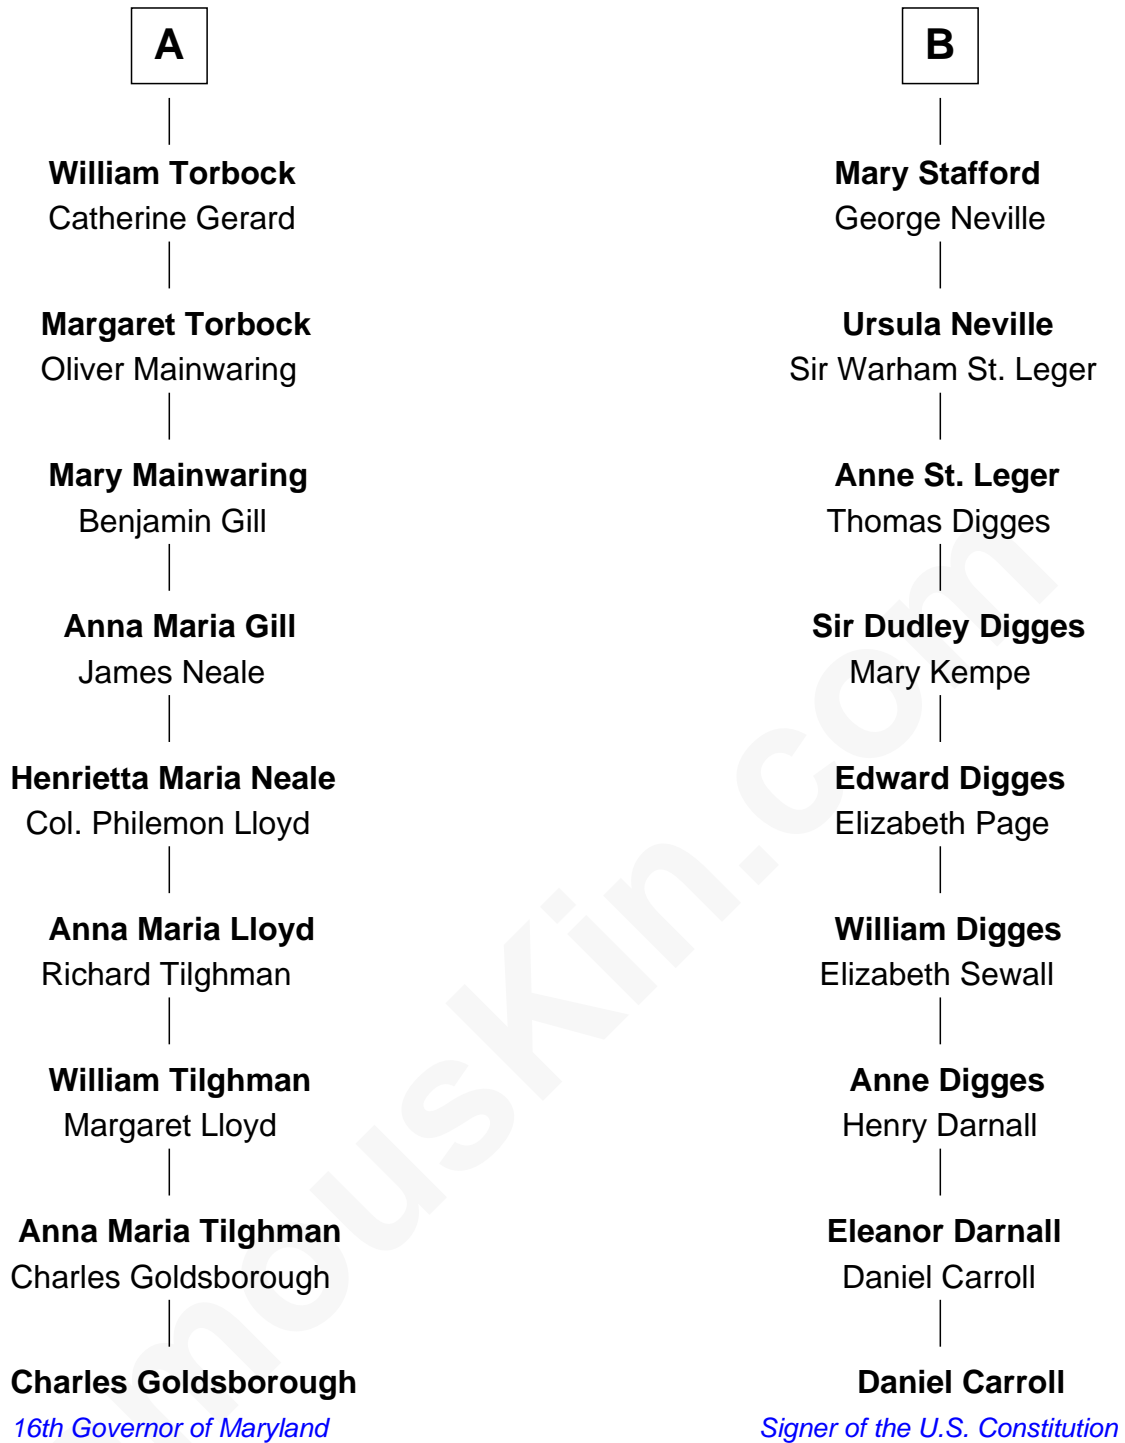 A
William Torbock
Catherine Gerard
Margaret Torbock
Oliver Mainwaring
Mary Mainwaring
Benjamin Gill
Anna Maria Gill
James Neale
Henrietta Maria Neale
Col. Philemon Lloyd
Anna Maria Lloyd
Richard Tilghman
William Tilghman
Margaret Lloyd
Anna Maria Tilghman
Charles Goldsborough
Charles Goldsborough
16th Governor of Maryland
B
Mary Stafford
George Neville
Ursula Neville
Sir Warham St. Leger
Anne St. Leger
Thomas Digges
Sir Dudley Digges
Mary Kempe
Edward Digges
Elizabeth Page
William Digges
Elizabeth Sewall
Anne Digges
Henry Darnall
Eleanor Darnall
Daniel Carroll
Daniel Carroll
Signer of the U.S. Constitution
mousKin.com